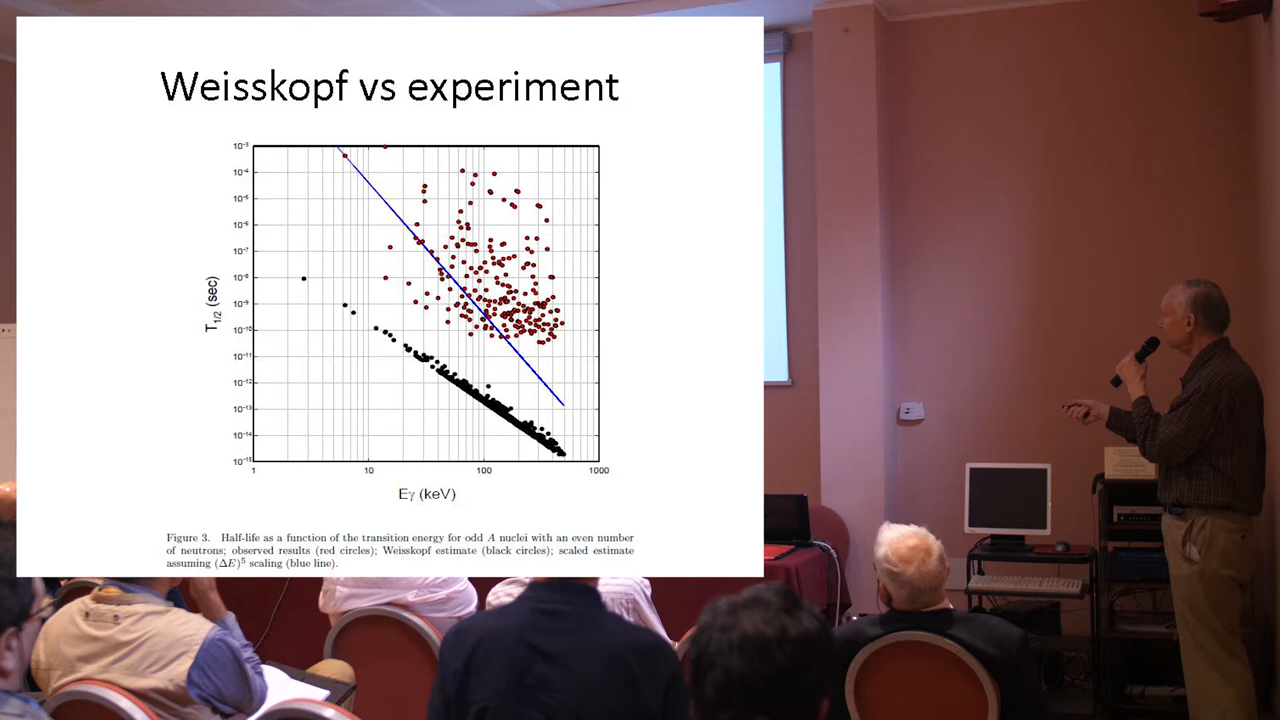 Weisskopf vs experiment
10-3
10-4
10-5
10-6
10-7
10-8
10-9
10-10
10-11
10-12
10-13
10-14
10-15
T1/2 (sec)
1 10 100 1000
Eγ (keV)
Figure 3. Half-life as a function of the transition energy for odd A nuclei with an even number
of neutrons; observed results (red circles); Weisskopf estimate (black circles); scaled estimate
assuming (ΔE)5 scaling (blue line).